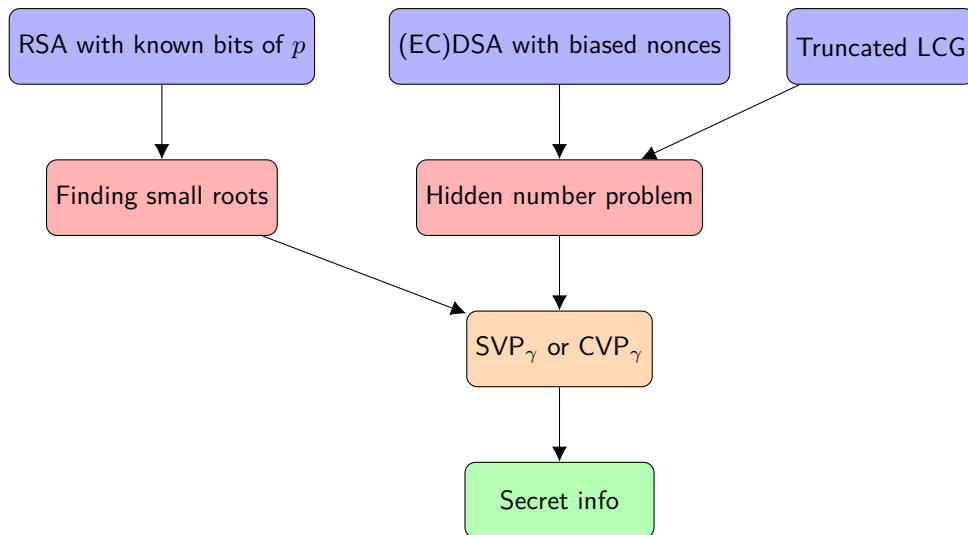 RSA with known bits of p
(EC)DSA with biased nonces
Truncated LCG
Finding small roots
Hidden number problem
SVPγ or CVPγ
Secret info